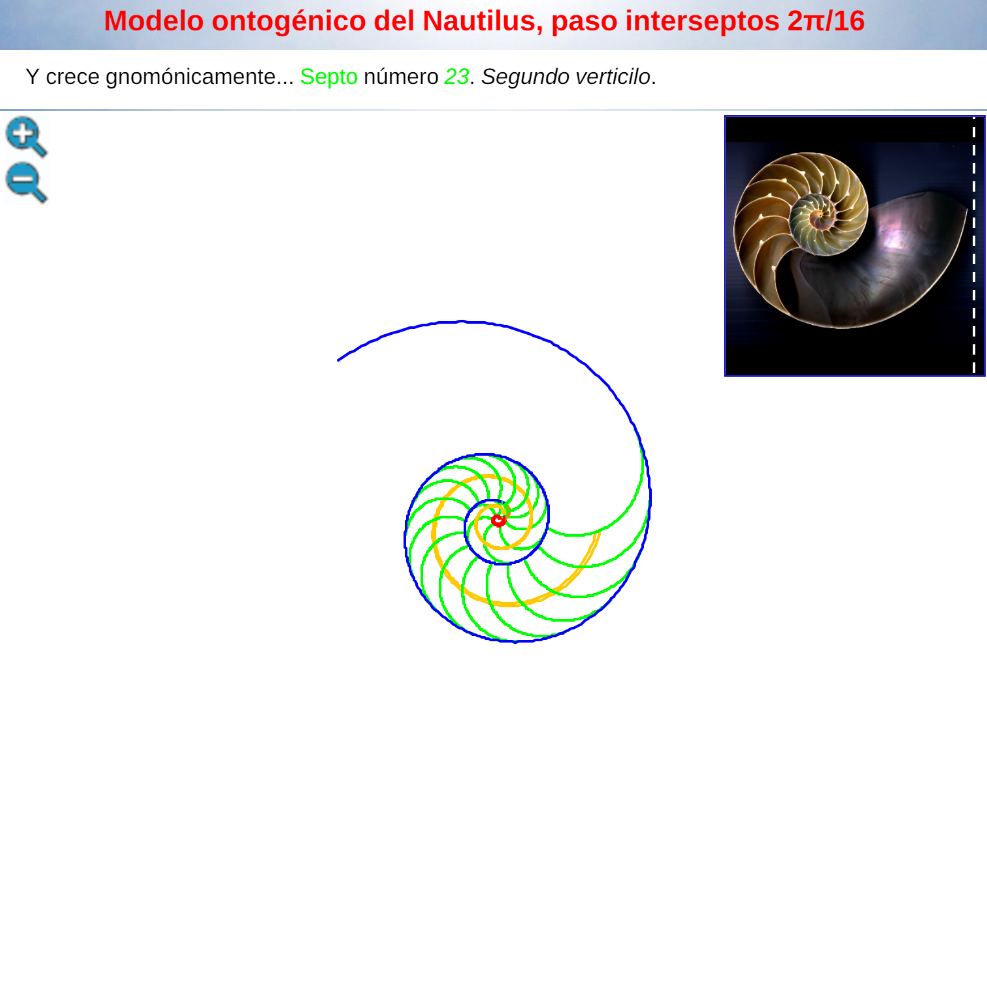 Modelo ontogénico del Nautilus, paso interseptos 2π/16
Y crece gnomónicamente... Septo número 23. Segundo verticilo.